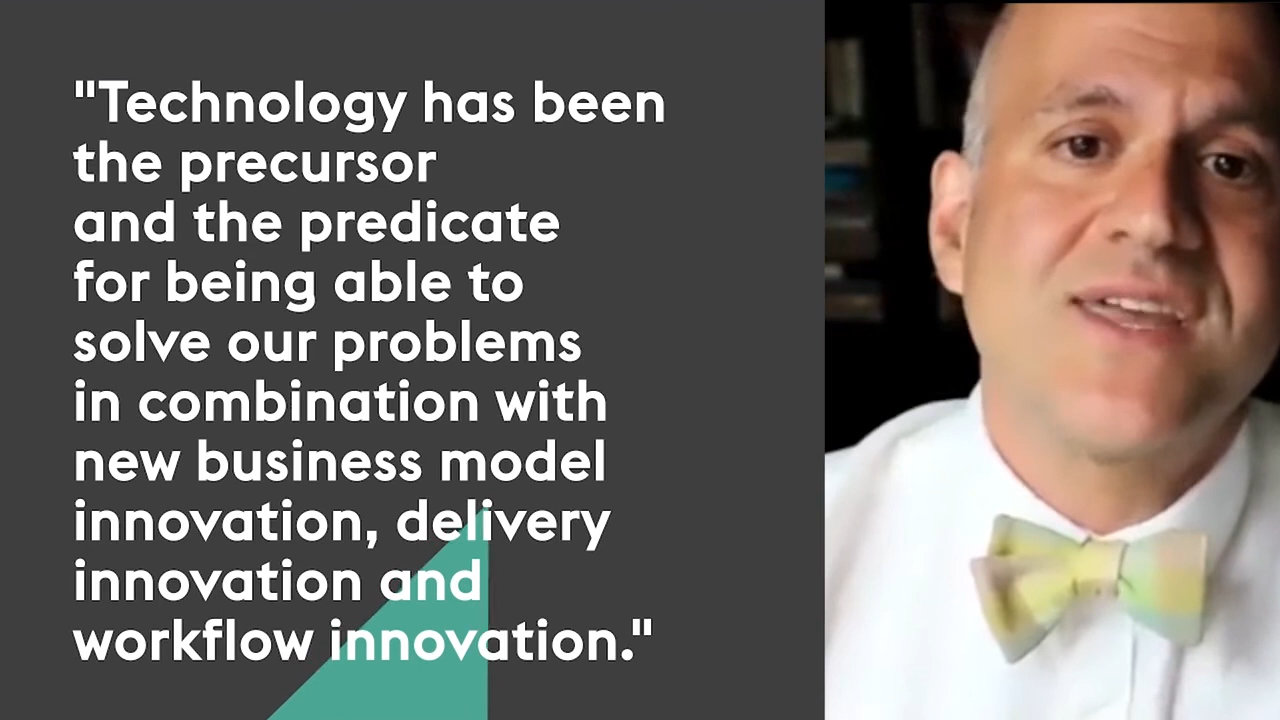 "Technology has been
the precursor
and the predicate
for being able to
solve our problems
in combination with
new business model
innovation, delivery
innovation and
workflow innovation."